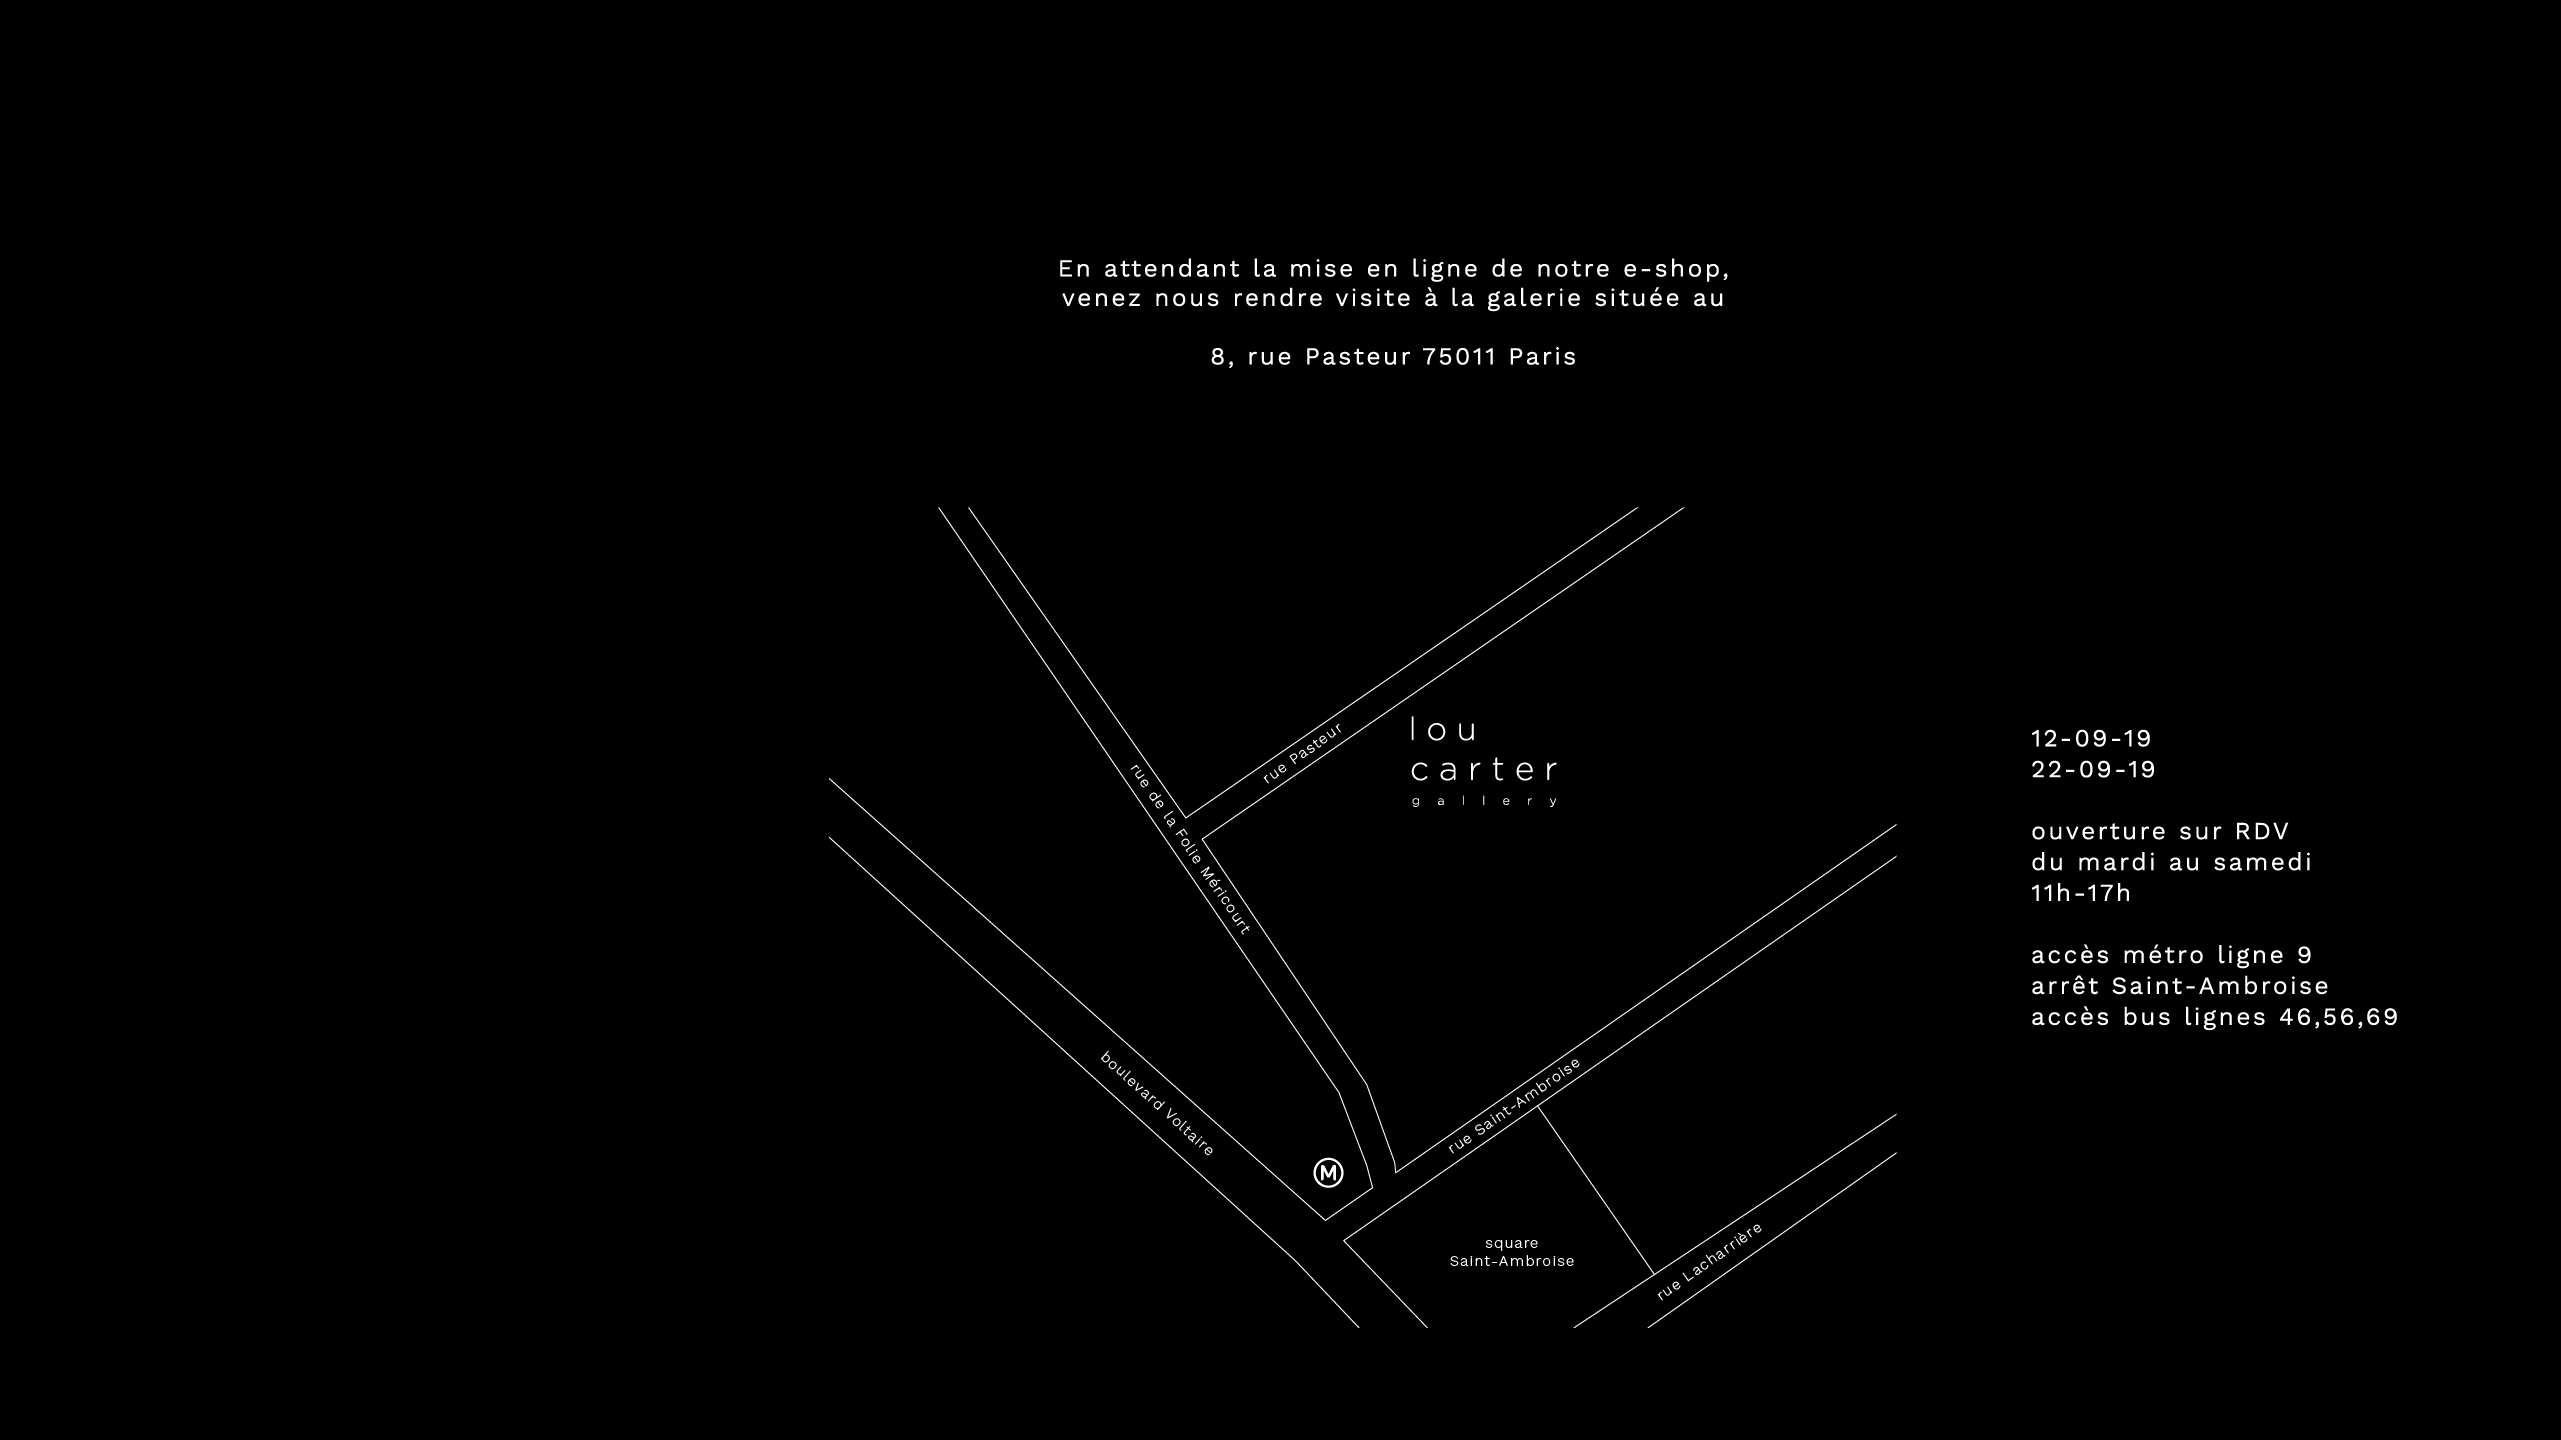 En attendant la mise en ligne de notre e-shop,
venez nous rendre visite à la galerie située au
8, rue Pasteur 75011 Paris
rue Pasteur
lou
carter
gallery
rue de la Folie Méricourt
boulevard Voltaire
M
rue Saint-Ambroise
square
Saint-Ambroise
rue Lacharrière
12-09-19
22-09-19
ouverture sur RDV
du mardi au samedi
11h-17h
accès métro ligne 9
arrêt Saint-Ambroise
accès bus lignes 46,56,69